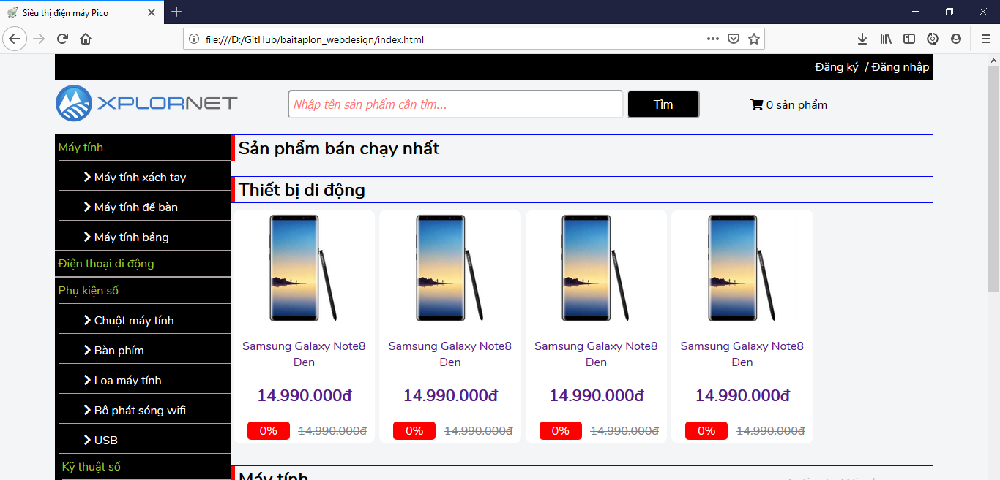 Siêu thị điện máy Pico
file:///D:/GitHub/baitaplon_webdesign/index.html
Đăng ký / Đăng nhập
XPLORNET
Nhập tên sản phẩm cần tìm...
Tìm
0 sản phẩm
Máy tính
Máy tính xách tay
Máy tính để bàn
Máy tính bảng
Điện thoại di động
Phụ kiện số
Chuột máy tính
Bàn phím
Loa máy tính
Bộ phát sóng wifi
USB
Kỹ thuật số
Sản phẩm bán chạy nhất
Thiết bị di động
Samsung Galaxy Note8
Đen
14.990.000đ
0% 14.990.000đ
Samsung Galaxy Note8
Đen
14.990.000đ
0% 14.990.000đ
Samsung Galaxy Note8
Đen
14.990.000đ
0% 14.990.000đ
Samsung Galaxy Note8
Đen
14.990.000đ
0% 14.990.000đ
Máy tính